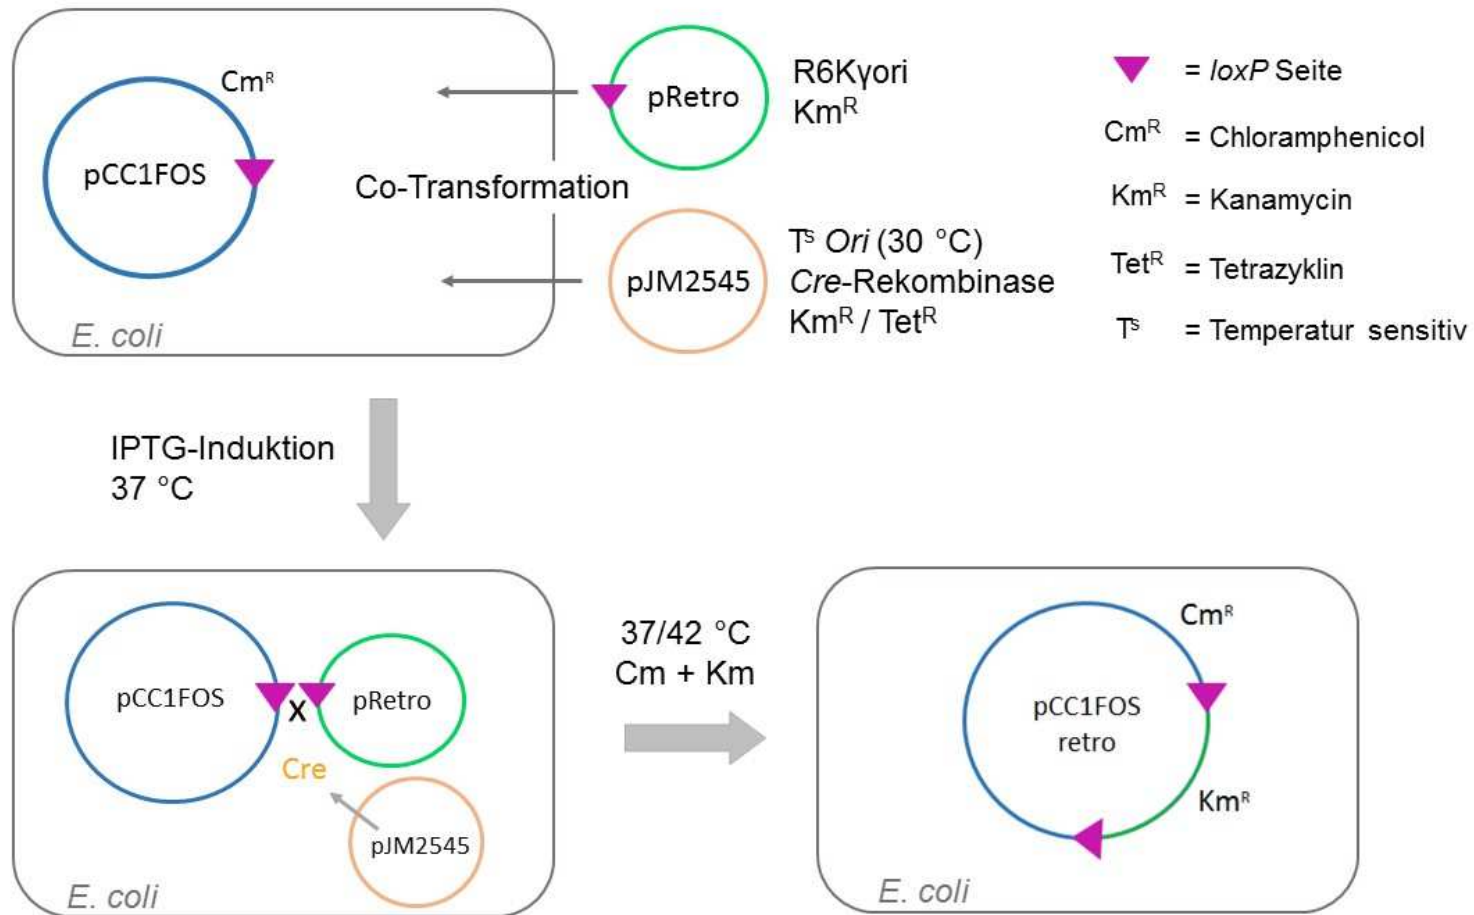 Cmᴿ
pCC1FOS
Co-Transformation
E. coli
pRetro
R6Kγori
Kmᴿ
pJM2545
Tˢ Ori (30 °C)
Cre-Rekombinase
Kmᴿ / Tetᴿ
= loxP Seite
Cmᴿ = Chloramphenicol
Kmᴿ = Kanamycin
Tetᴿ = Tetrazyklin
Tˢ = Temperatur sensitiv
IPTG-Induktion
37 °C
pCC1FOS
X
pRetro
Cre
pJM2545
E. coli
37/42 °C
Cm + Km
Cmᴿ
pCC1FOS
retro
Kmᴿ
E. coli